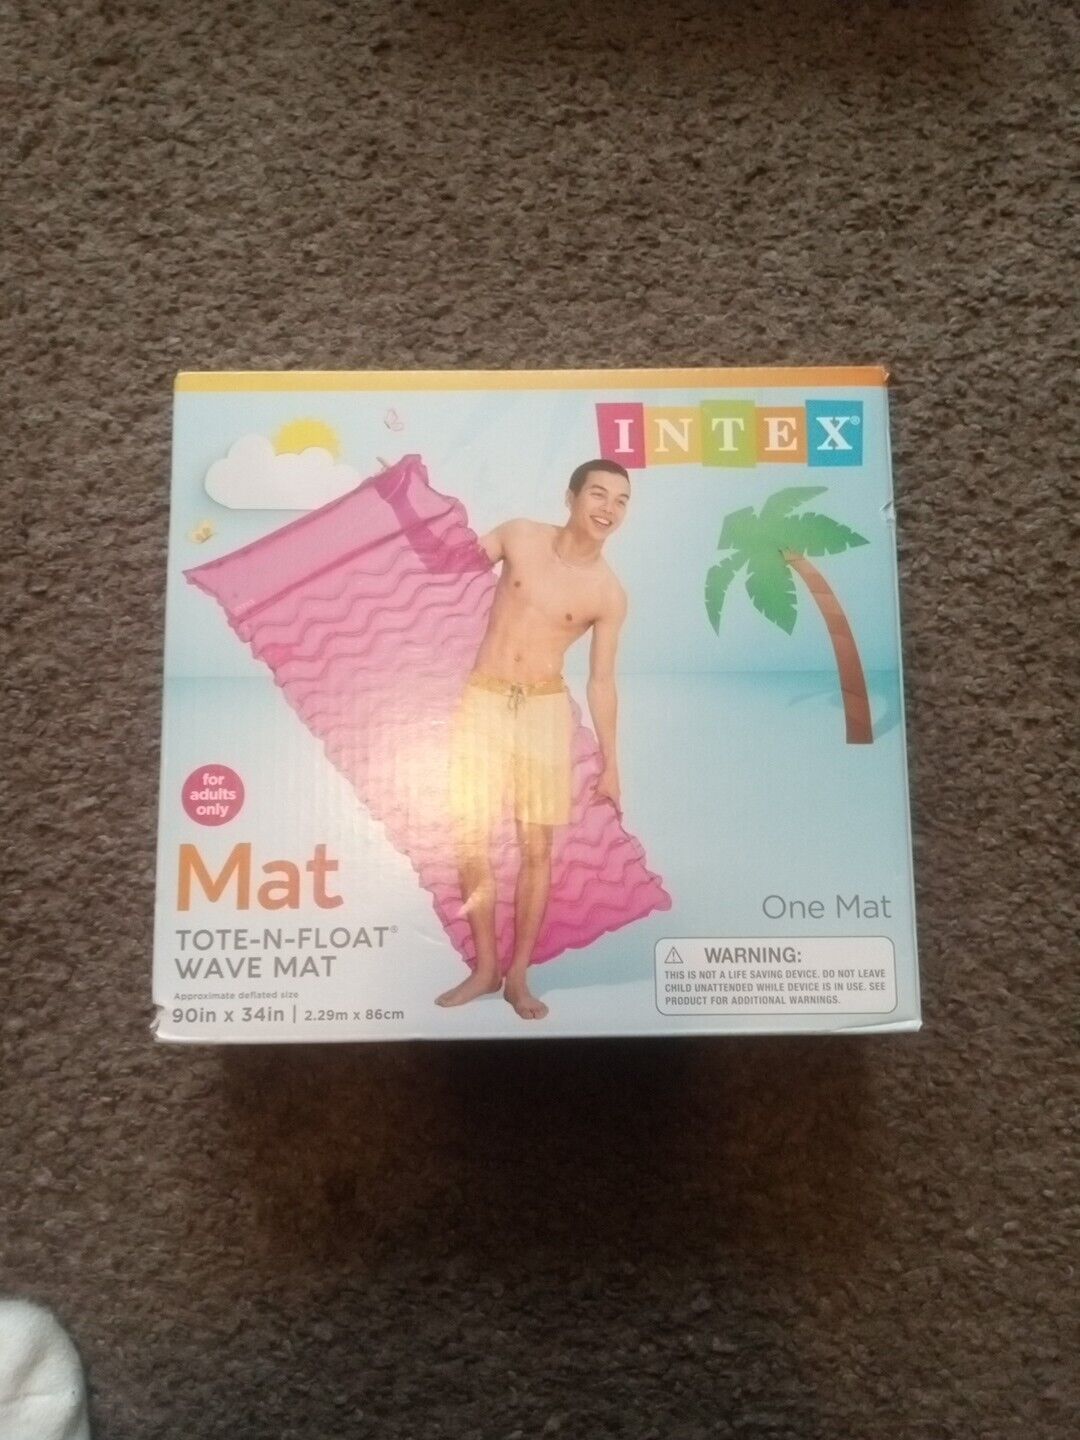 INTEX®
for
adults
only
Mat
TOTE-N-FLOAT®
WAVE MAT
Approximate deflated size
90in x 34in | 2.29m x 86cm
One Mat
⚠ WARNING:
THIS IS NOT A LIFE SAVING DEVICE. DO NOT LEAVE
CHILD UNATTENDED WHILE DEVICE IS IN USE. SEE
PRODUCT FOR ADDITIONAL WARNINGS.